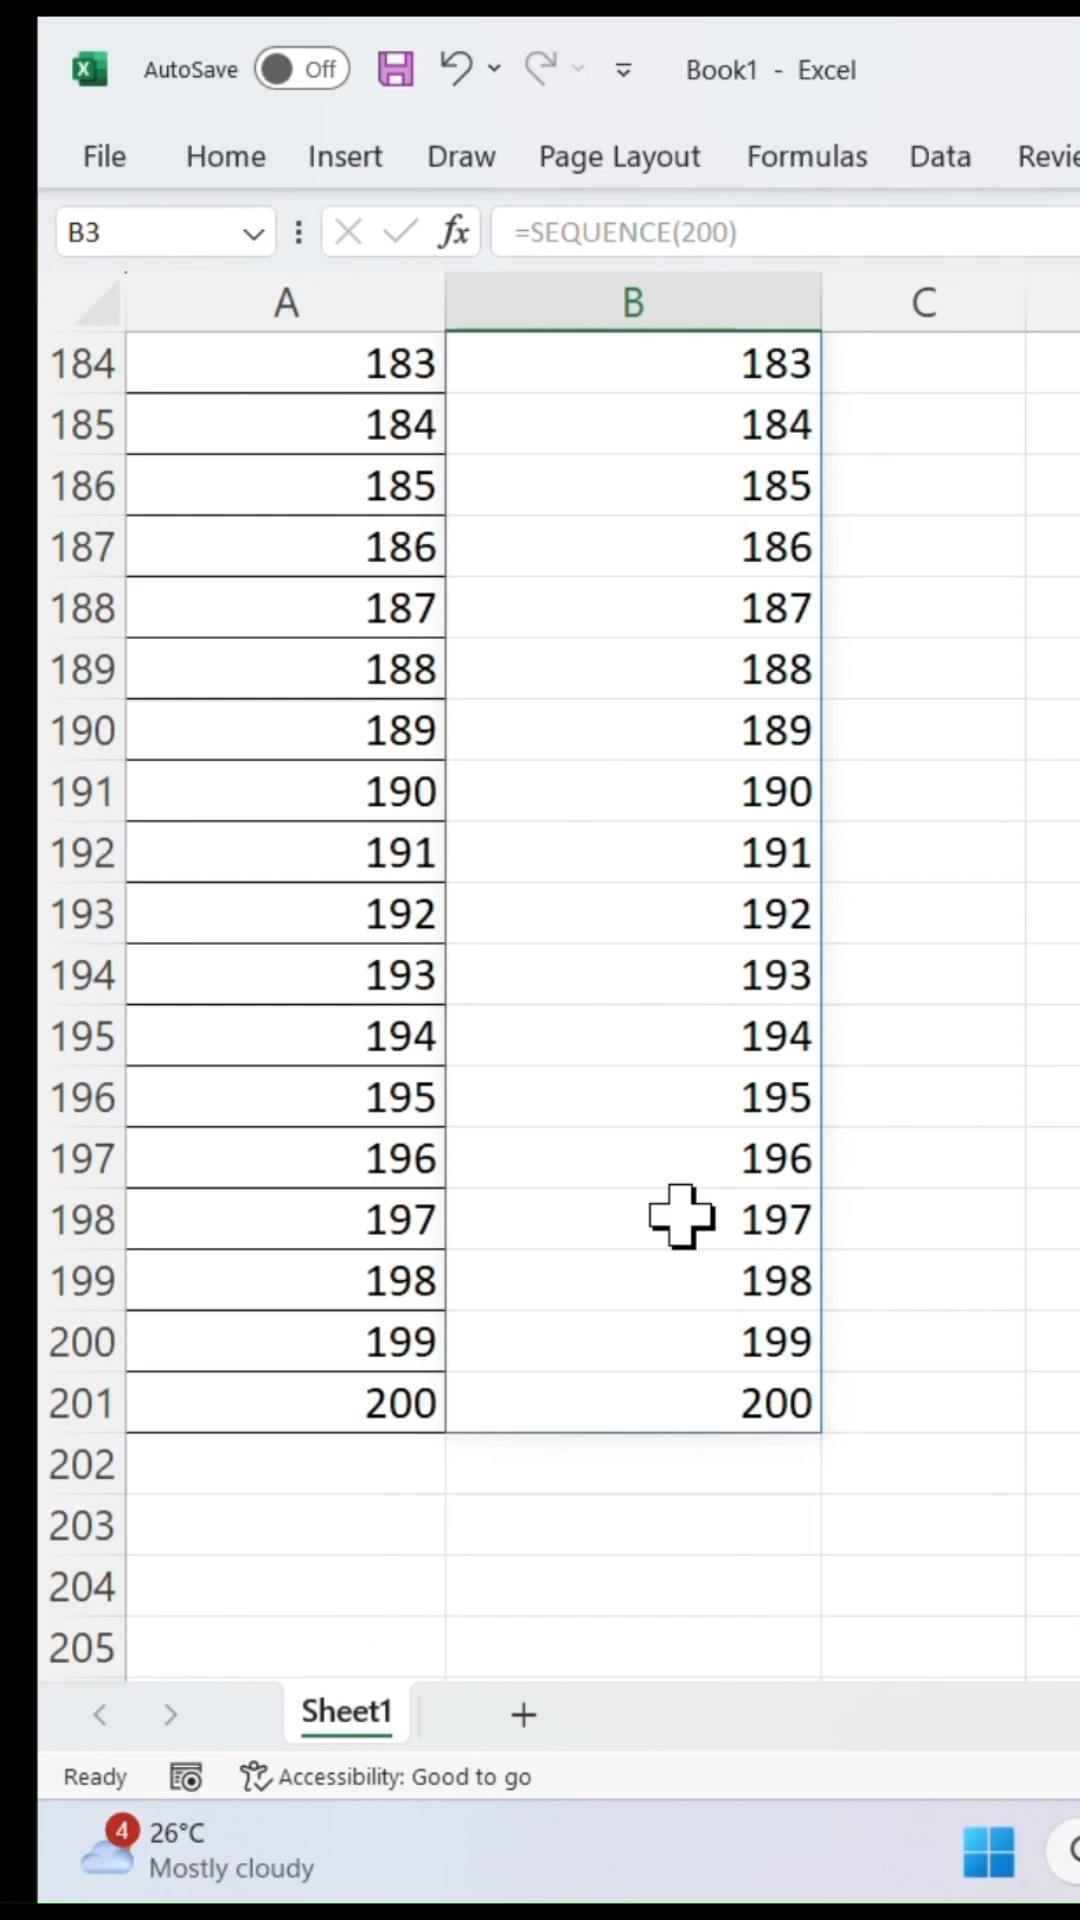 AutoSave Off Book1 - Excel
File Home Insert Draw Page Layout Formulas Data Revie
B3 fx =SEQUENCE(200)
A B C
184 183 183
185 184 184
186 185 185
187 186 186
188 187 187
189 188 188
190 189 189
191 190 190
192 191 191
193 192 192
194 193 193
195 194 194
196 195 195
197 196 196
198 197 197
199 198 198
200 199 199
201 200 200
202
203
204
205
Sheet1
Ready Accessibility: Good to go
4 26°C
Mostly cloudy